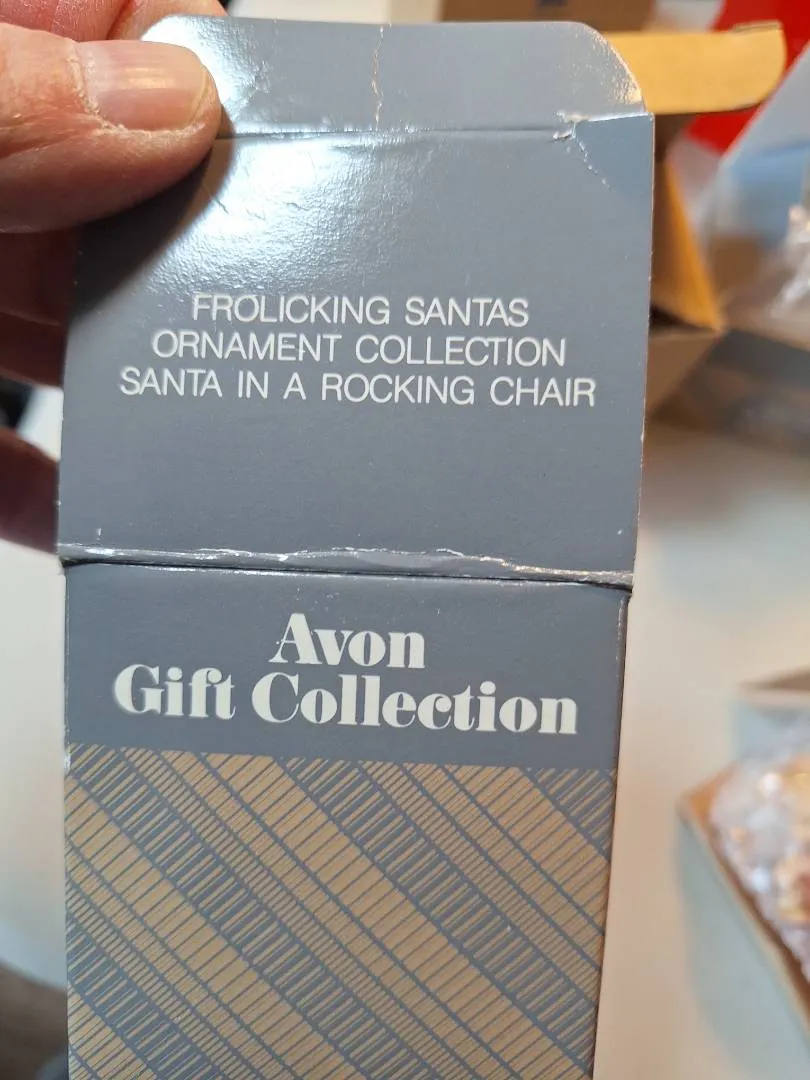 FROLICKING SANTAS
ORNAMENT COLLECTION
SANTA IN A ROCKING CHAIR
Avon
Gift Collection